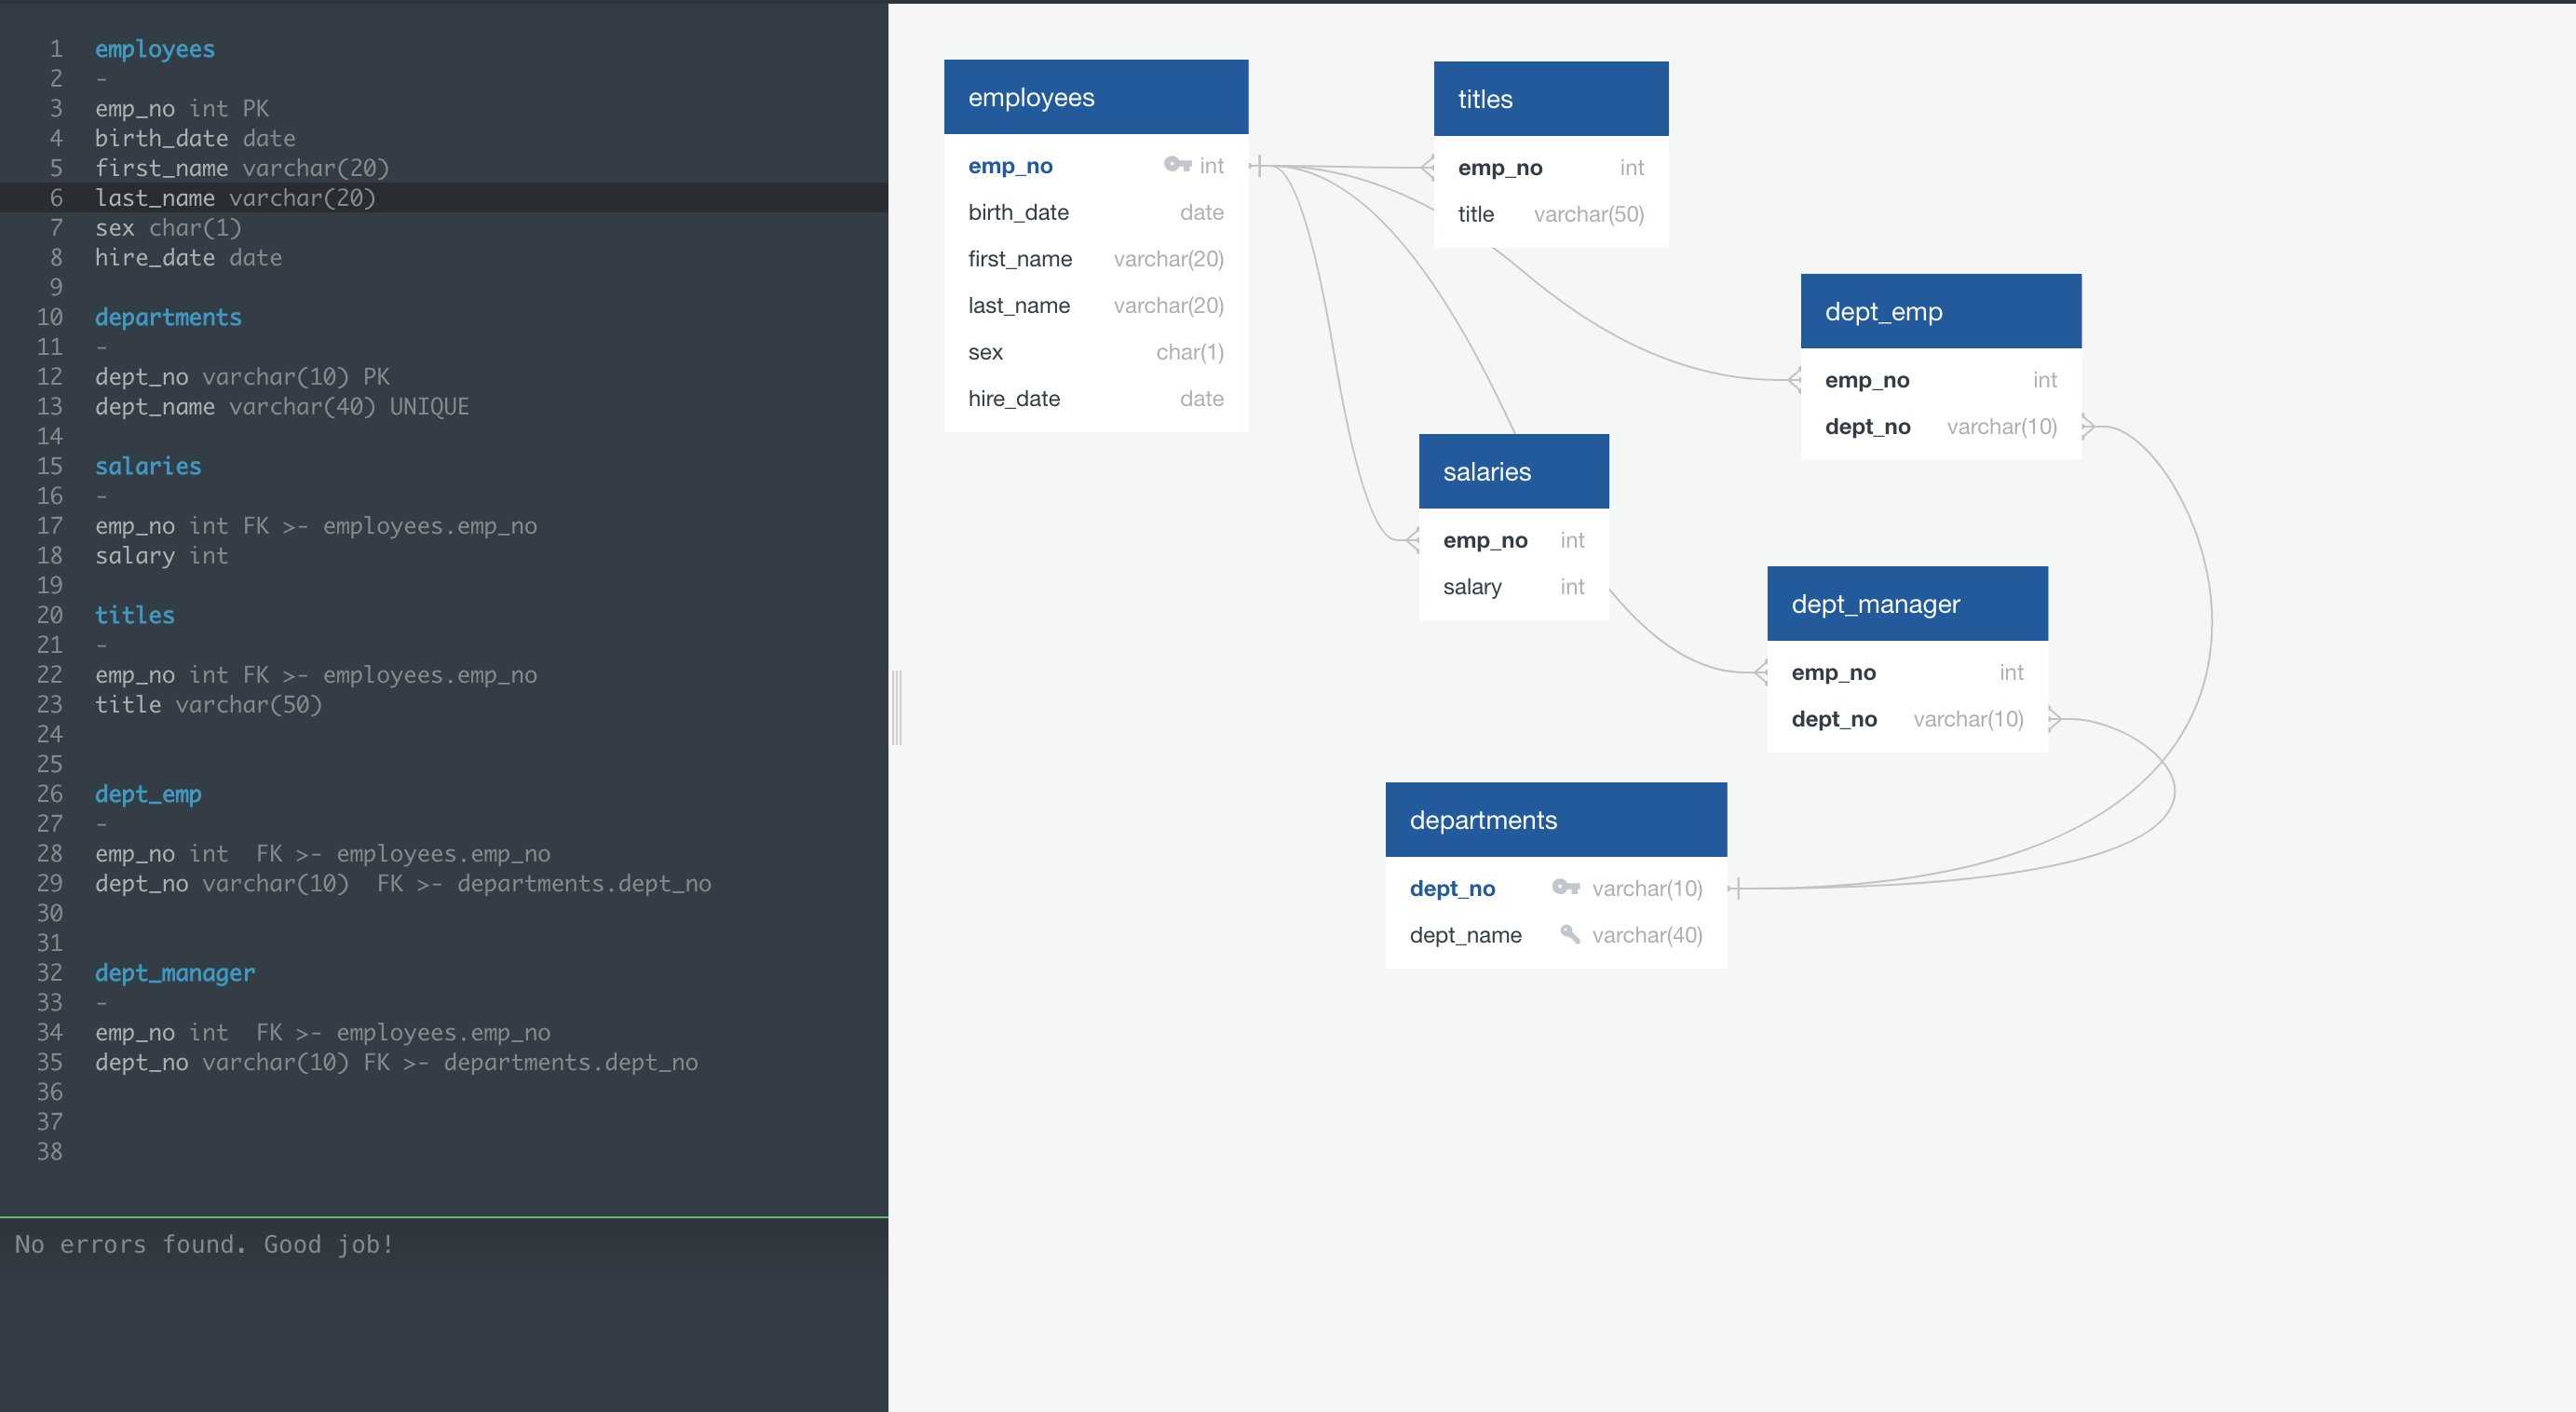 1 employees
2 -
3 emp_no int PK
4 birth_date date
5 first_name varchar(20)
6 last_name varchar(20)
7 sex char(1)
8 hire_date date
9
10 departments
11 -
12 dept_no varchar(10) PK
13 dept_name varchar(40) UNIQUE
14
15 salaries
16 -
17 emp_no int FK >- employees.emp_no
18 salary int
19
20 titles
21 -
22 emp_no int FK >- employees.emp_no
23 title varchar(50)
24
25
26 dept_emp
27 -
28 emp_no int  FK >- employees.emp_no
29 dept_no varchar(10)  FK >- departments.dept_no
30
31
32 dept_manager
33 -
34 emp_no int  FK >- employees.emp_no
35 dept_no varchar(10) FK >- departments.dept_no
36
37
38
No errors found. Good job!
employees
emp_no int
birth_date date
first_name varchar(20)
last_name varchar(20)
sex char(1)
hire_date date
titles
emp_no int
title varchar(50)
dept_emp
emp_no int
dept_no varchar(10)
salaries
emp_no int
salary int
dept_manager
emp_no int
dept_no varchar(10)
departments
dept_no varchar(10)
dept_name varchar(40)